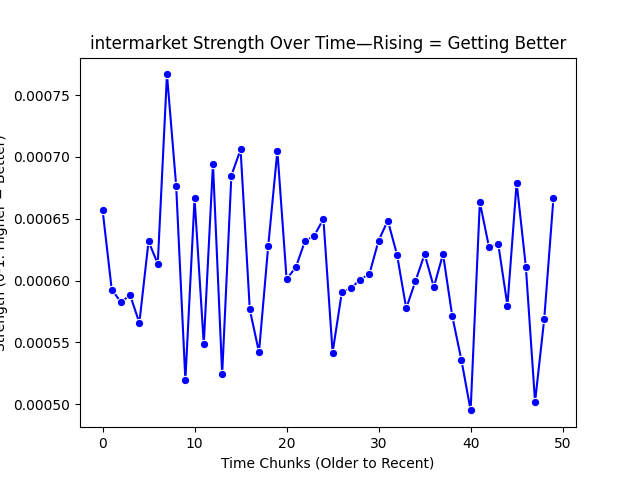 intermarket Strength Over Time—Rising = Getting Better
0.00075
0.00070
0.00065
0.00060
0.00055
0.00050
Strength (0-1: Higher = Better)
0 10 20 30 40 50
Time Chunks (Older to Recent)